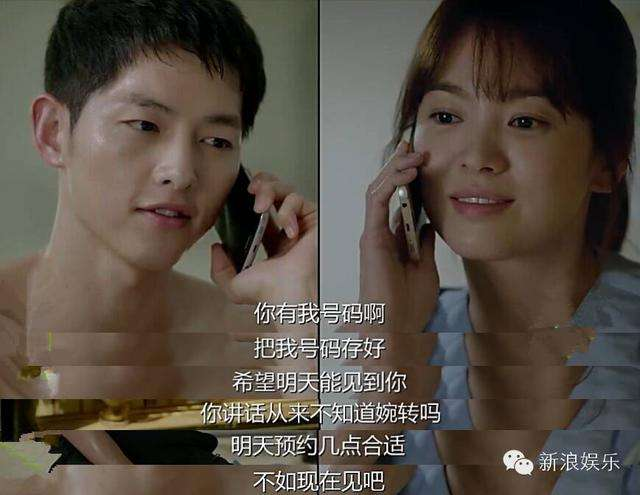 你有我号码啊
把我号码存好
希望明天能见到你
你讲话从来不知道婉转吗
明天预约几点合适
不如现在见吧
新浪娱乐